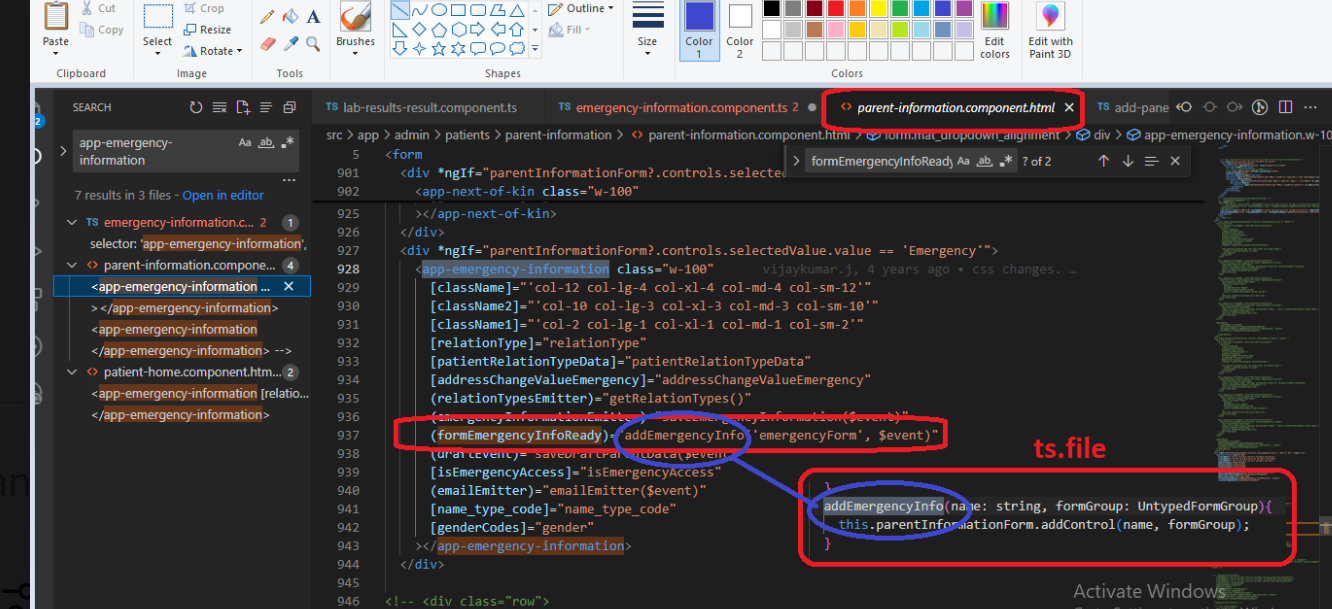 Cut
Copy
Paste
Clipboard
Crop
Resize
Rotate
Select
Image
A
Tools
Brushes
Outline
Fill
Shapes
Size
Color 1
Color 2
Edit colors
Colors
Edit with Paint 3D
SEARCH
TS lab-results-result.component.ts
TS emergency-information.component.ts 2
<> parent-information.component.html
TS add-pane
2
src > app > admin > patients > parent-information > <> parent-information.component.html > form.mat_dropdown_alignment > div > app-emergency-information.w-10
app-emergency-information
Aa ab .*
formEmergencyInfoReady Aa ab .* ? of 2
7 results in 3 files - Open in editor
TS emergency-information.c... 2 1
selector: 'app-emergency-information',
<> parent-information.compone... 4
<app-emergency-information ...
></app-emergency-information>
<app-emergency-information
</app-emergency-information> -->
<> patient-home.component.htm... 2
<app-emergency-information [relatio...
</app-emergency-information>
5 <form
901 <div *ngIf="parentInformationForm?.controls.selected
902 <app-next-of-kin class="w-100"
925 ></app-next-of-kin>
926 </div>
927 <div *ngIf="parentInformationForm?.controls.selectedValue.value == 'Emergency'">
928 <app-emergency-information class="w-100" vijaykumar.j, 4 years ago • css changes. …
929 [className]="'col-12 col-lg-4 col-xl-4 col-md-4 col-sm-12'"
930 [className2]="'col-10 col-lg-3 col-xl-3 col-md-3 col-sm-10'"
931 [className1]="'col-2 col-lg-1 col-xl-1 col-md-1 col-sm-2'"
932 [relationType]="relationType"
933 [patientRelationTypeData]="patientRelationTypeData"
934 [addressChangeValueEmergency]="addressChangeValueEmergency"
935 (relationTypesEmitter)="getRelationTypes()"
936 (emergencyInformationEmitter)="saveEmergencyInformation($event)"
937 (formEmergencyInfoReady)="addEmergencyInfo('emergencyForm', $event)"
938 (draftEvent)="saveDraftParentData($event
939 [isEmergencyAccess]="isEmergencyAccess"
940 (emailEmitter)="emailEmitter($event)"
941 [name_type_code]="name_type_code"
942 [genderCodes]="gender"
943 ></app-emergency-information>
944 </div>
945
946 <!-- <div class="row">
ts.file
}
addEmergencyInfo(name: string, formGroup: UntypedFormGroup){
this.parentInformationForm.addControl(name, formGroup);
}
Activate Windows